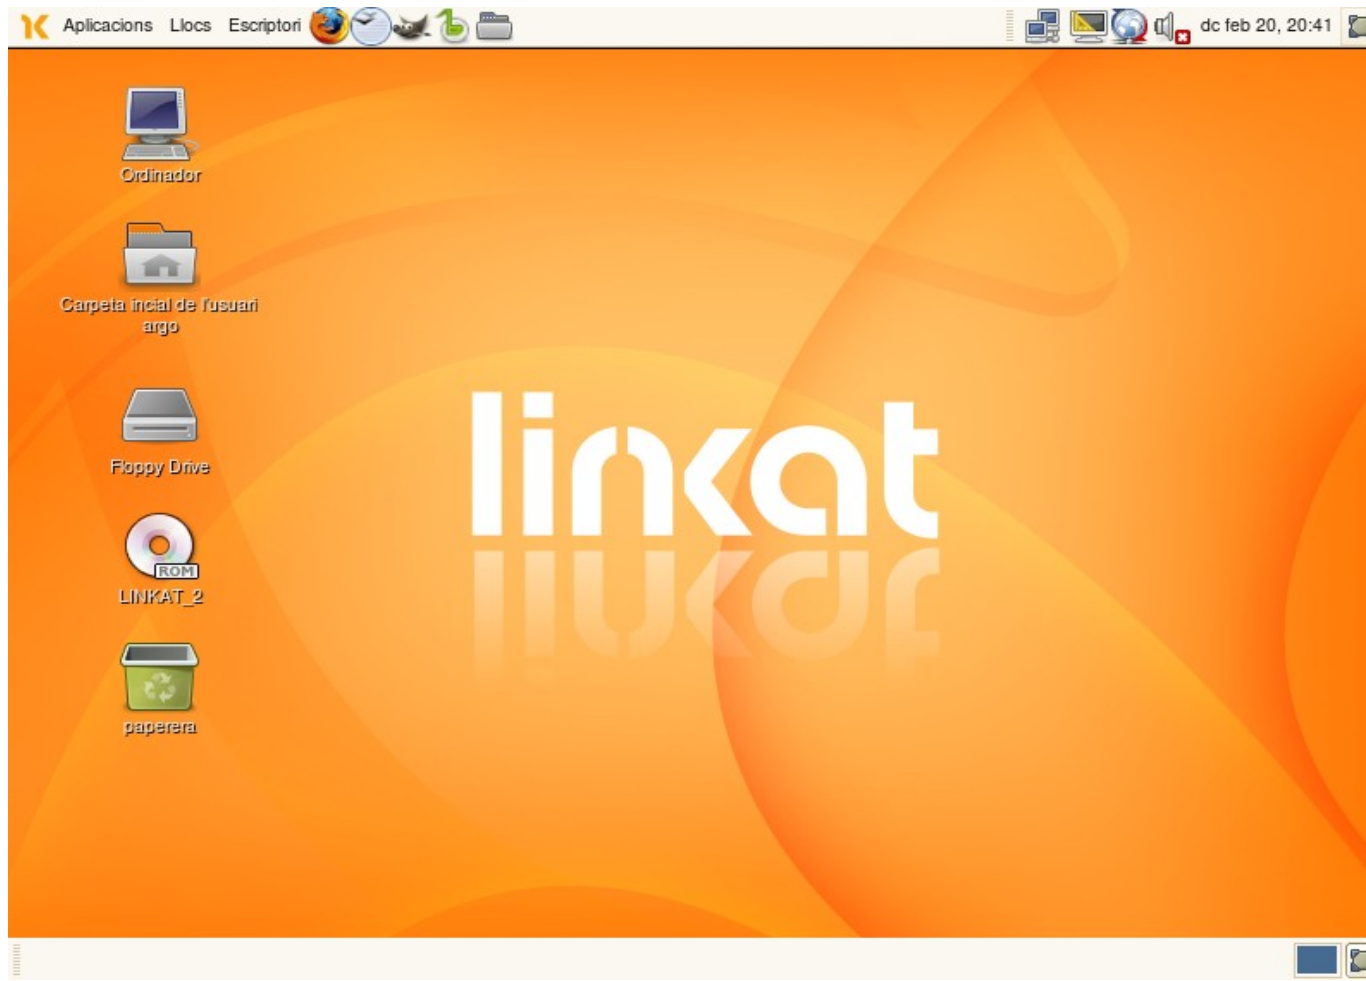 Aplicacions Llocs Escriptori
dc feb 20, 20:41
Ordinador
Carpeta incial de l'usuari
argo
Floppy Drive
ROM
LINKAT_2
paperera
linkat